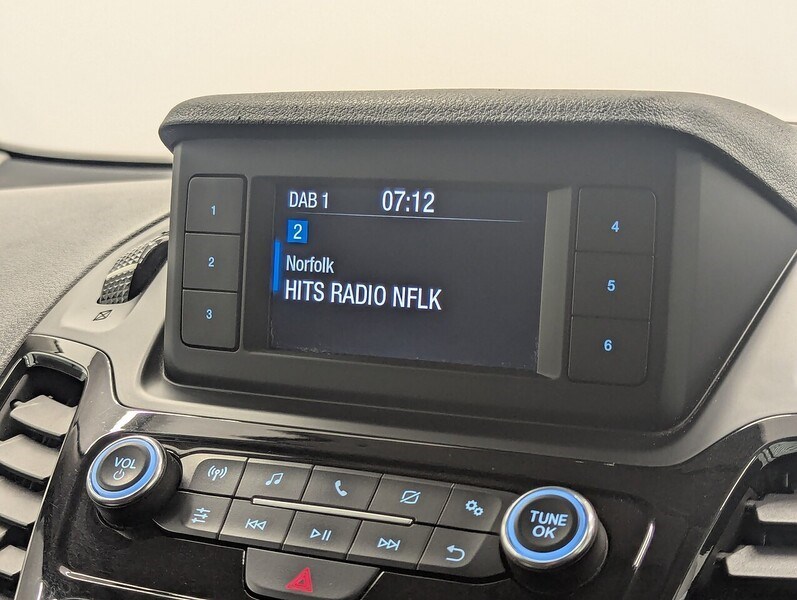 DAB 1 07:12
2
Norfolk
HITS RADIO NFLK
1
2
3
4
5
6
VOL
TUNE
OK